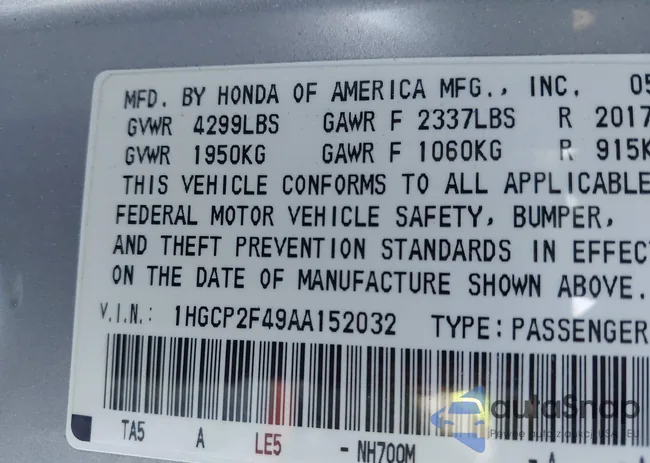 MFD. BY HONDA OF AMERICA MFG., INC. 05
GVWR 4299LBS GAWR F 2337LBS R 2017
GVWR 1950KG GAWR F 1060KG R 915K
THIS VEHICLE CONFORMS TO ALL APPLICABLE
FEDERAL MOTOR VEHICLE SAFETY, BUMPER,
AND THEFT PREVENTION STANDARDS IN EFFECT
ON THE DATE OF MANUFACTURE SHOWN ABOVE.
V.I.N.: 1HGCP2F49AA152032 TYPE: PASSENGER
TA5 A LE5 - NH700M - A
autoSnap